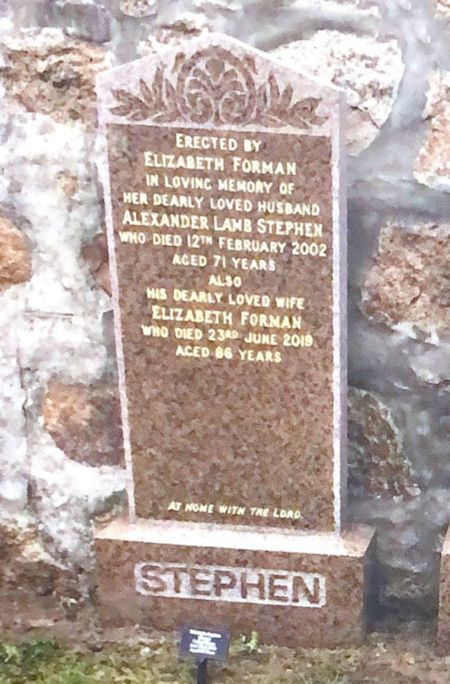 ERECTED BY
ELIZABETH FORMAN
IN LOVING MEMORY OF
HER DEARLY LOVED HUSBAND
ALEXANDER LAMB STEPHEN
WHO DIED 12TH FEBRUARY 2002
AGED 71 YEARS
ALSO
HIS DEARLY LOVED WIFE
ELIZABETH FORMAN
WHO DIED 23RD JUNE 2019
AGED 86 YEARS
AT HOME WITH THE LORD.
STEPHEN